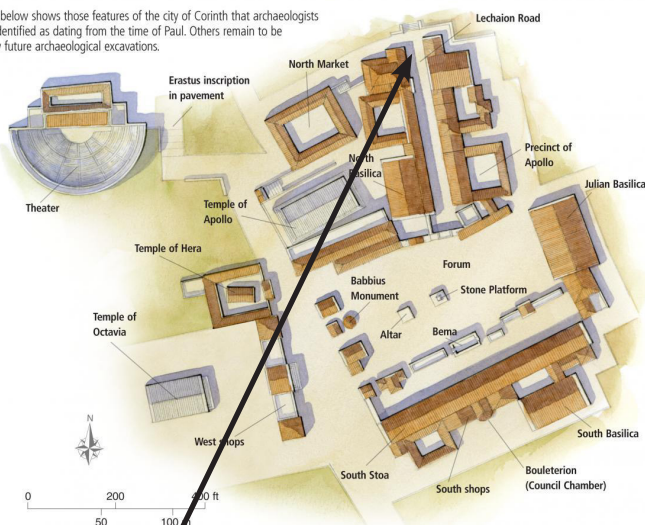 below shows those features of the city of Corinth that archaeologists
dentified as dating from the time of Paul. Others remain to be
future archaeological excavations.
Lechaion Road
North Market
Erastus inscription
in pavement
North
Basilica
Precinct of
Apollo
Julian Basilica
Theater
Temple of
Apollo
Temple of Hera
Forum
Babbius
Monument
Stone Platform
Temple of
Octavia
Altar
Bema
N
West shops
South Basilica
South Stoa
Bouleterion
(Council Chamber)
South shops
0 200 400 ft
50 100